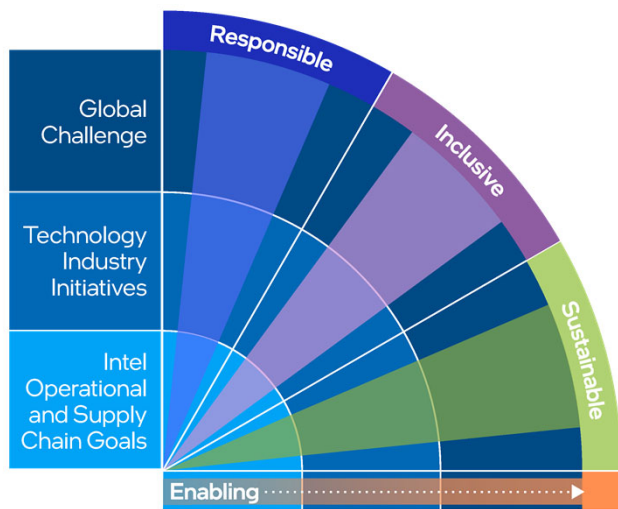 Responsible
Inclusive
Sustainable
Global
Challenge
Technology
Industry
Initiatives
Intel
Operational
and Supply
Chain Goals
Enabling